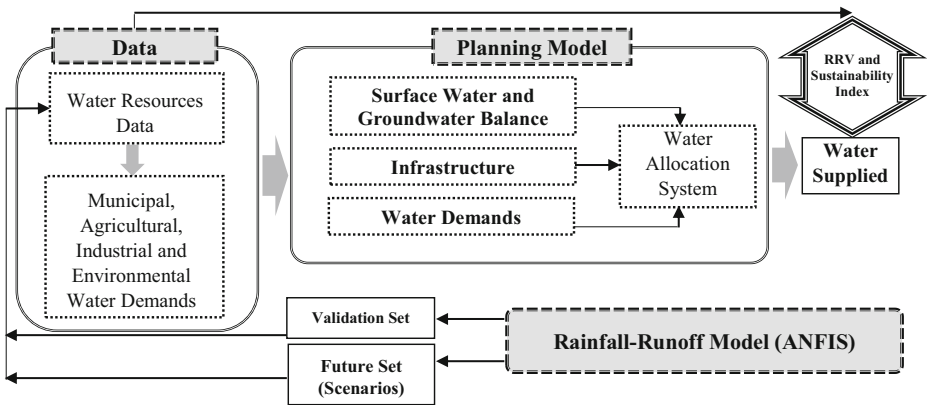 Data
Water Resources
Data
Municipal,
Agricultural,
Industrial and
Environmental
Water Demands
Planning Model
Surface Water and
Groundwater Balance
Infrastructure
Water Demands
Water
Allocation
System
RRV and
Sustainability
Index
Water
Supplied
Validation Set
Future Set
(Scenarios)
Rainfall-Runoff Model (ANFIS)